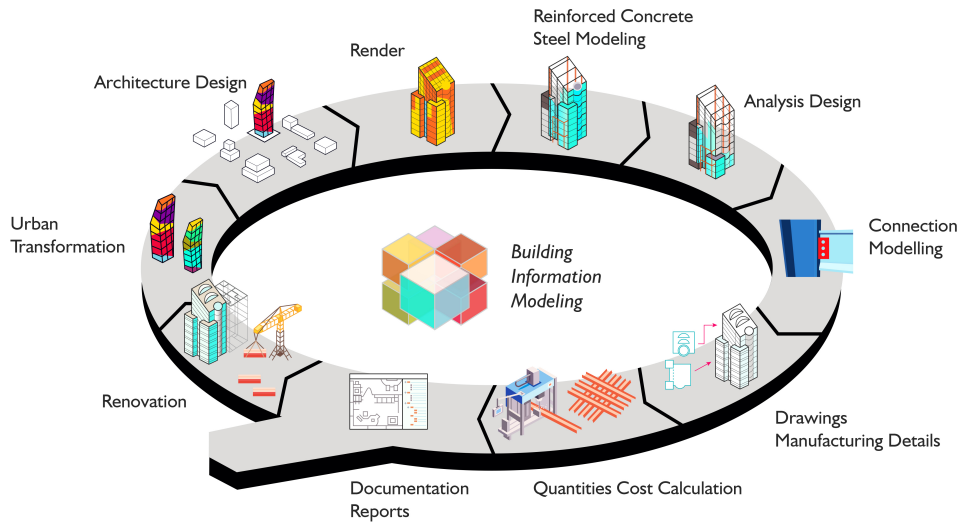 Reinforced Concrete
Steel Modeling
Render
Architecture Design
Analysis Design
Urban
Transformation
Connection
Modelling
Building
Information
Modeling
Renovation
Drawings
Manufacturing Details
Documentation
Reports
Quantities Cost Calculation